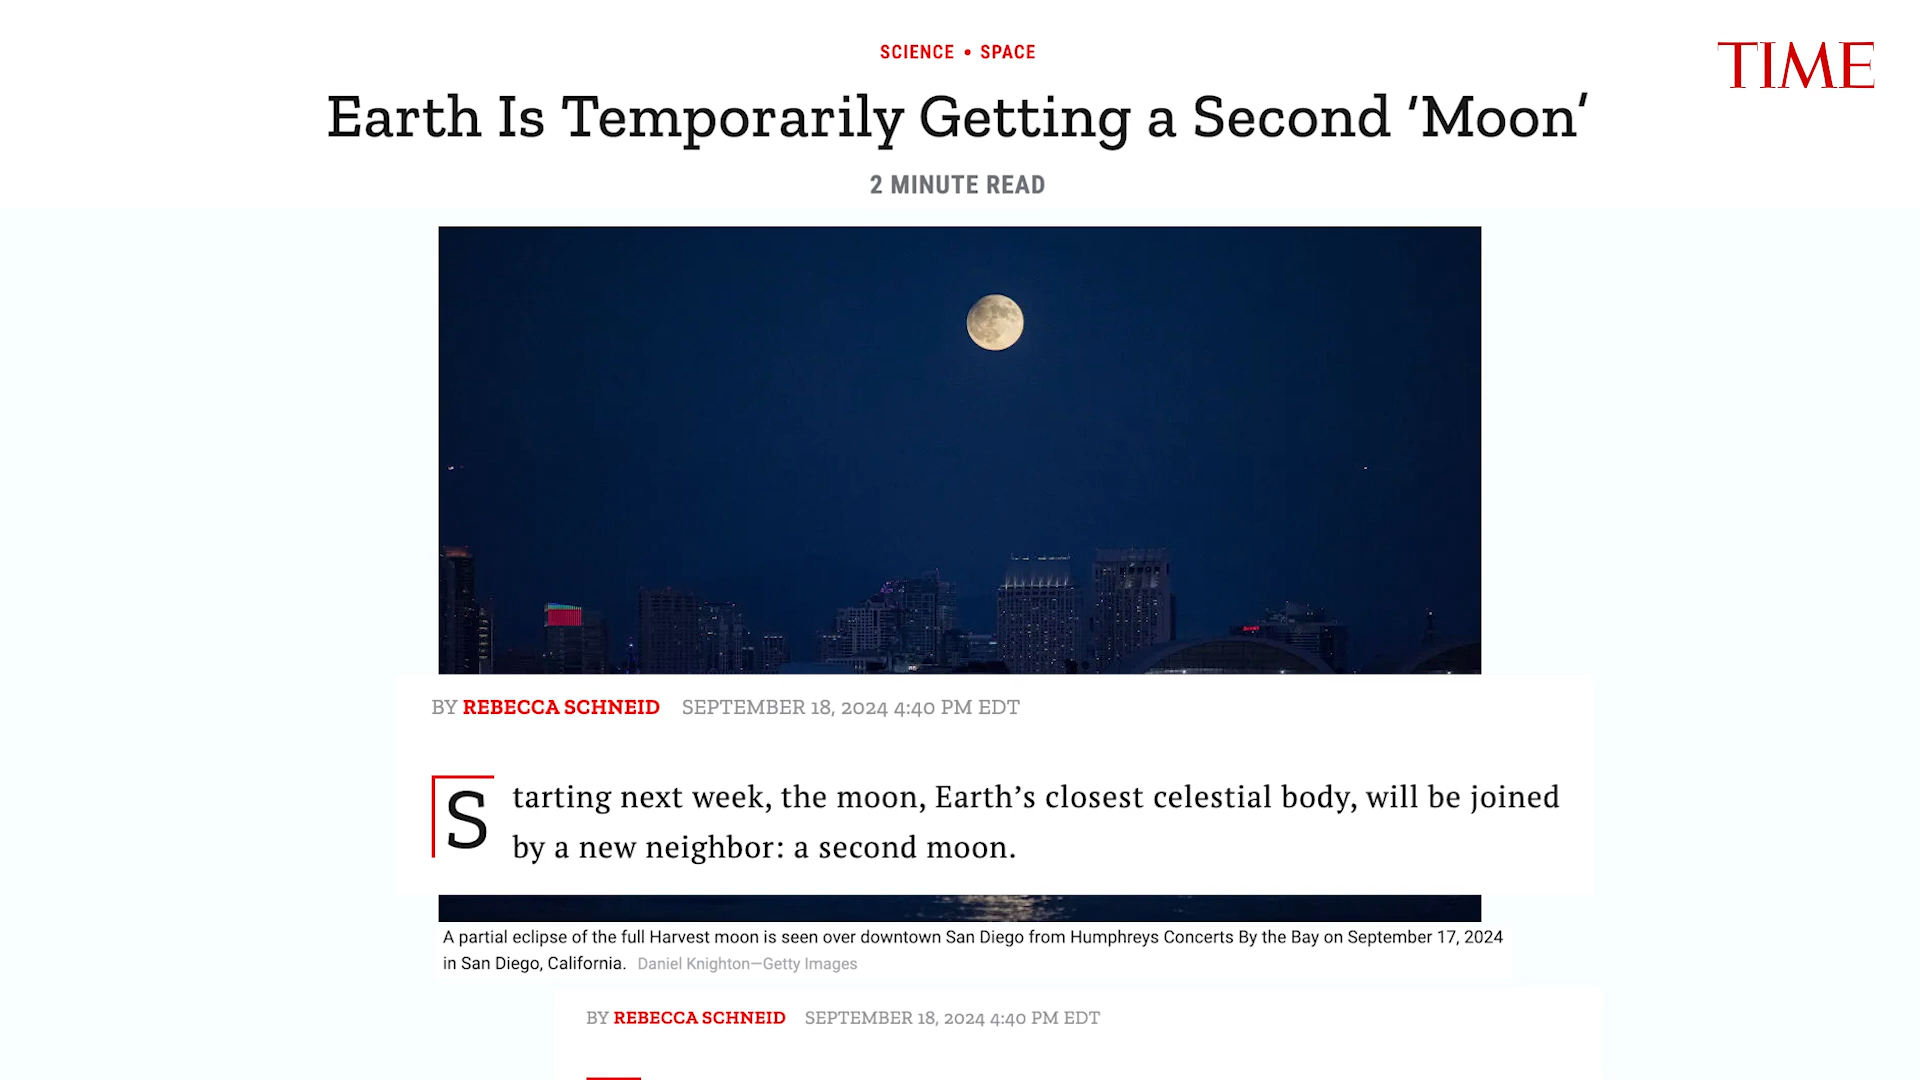 SCIENCE • SPACE
TIME
Earth Is Temporarily Getting a Second ‘Moon’
2 MINUTE READ
BY REBECCA SCHNEID SEPTEMBER 18, 2024 4:40 PM EDT
Starting next week, the moon, Earth’s closest celestial body, will be joined
by a new neighbor: a second moon.
A partial eclipse of the full Harvest moon is seen over downtown San Diego from Humphreys Concerts By the Bay on September 17, 2024
in San Diego, California. Daniel Knighton—Getty Images
BY REBECCA SCHNEID SEPTEMBER 18, 2024 4:40 PM EDT